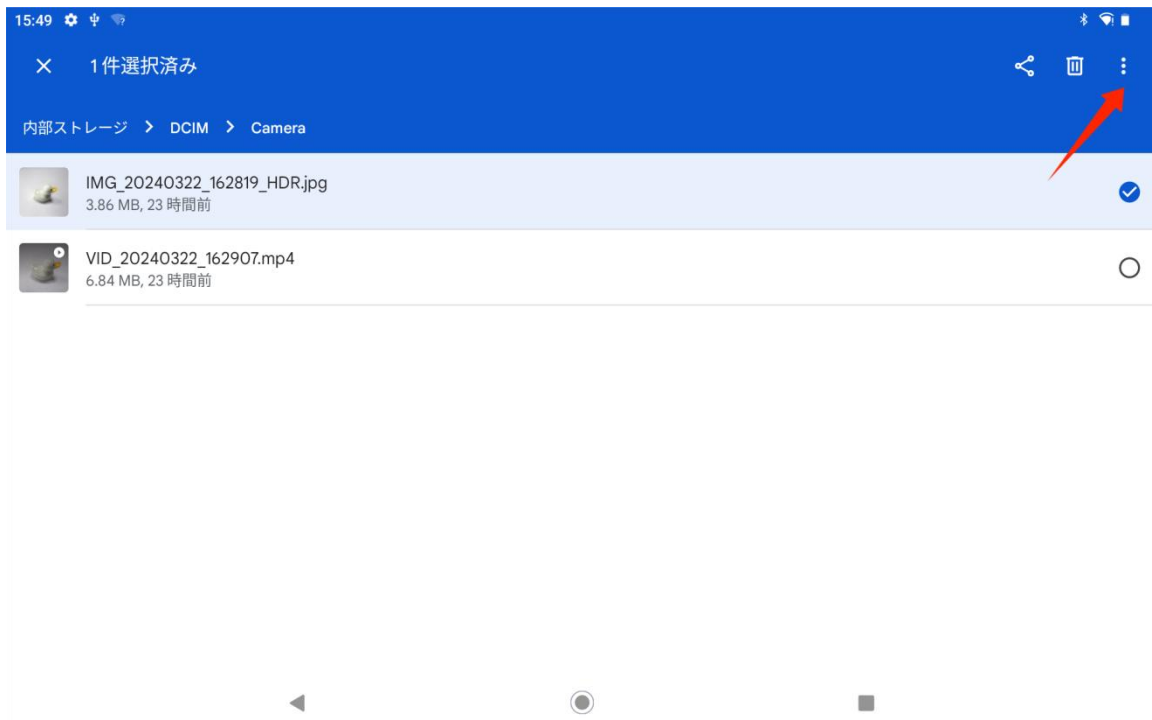 15:49
1件選択済み
内部ストレージ > DCIM > Camera
IMG_20240322_162819_HDR.jpg
3.86 MB, 23 時間前
VID_20240322_162907.mp4
6.84 MB, 23 時間前